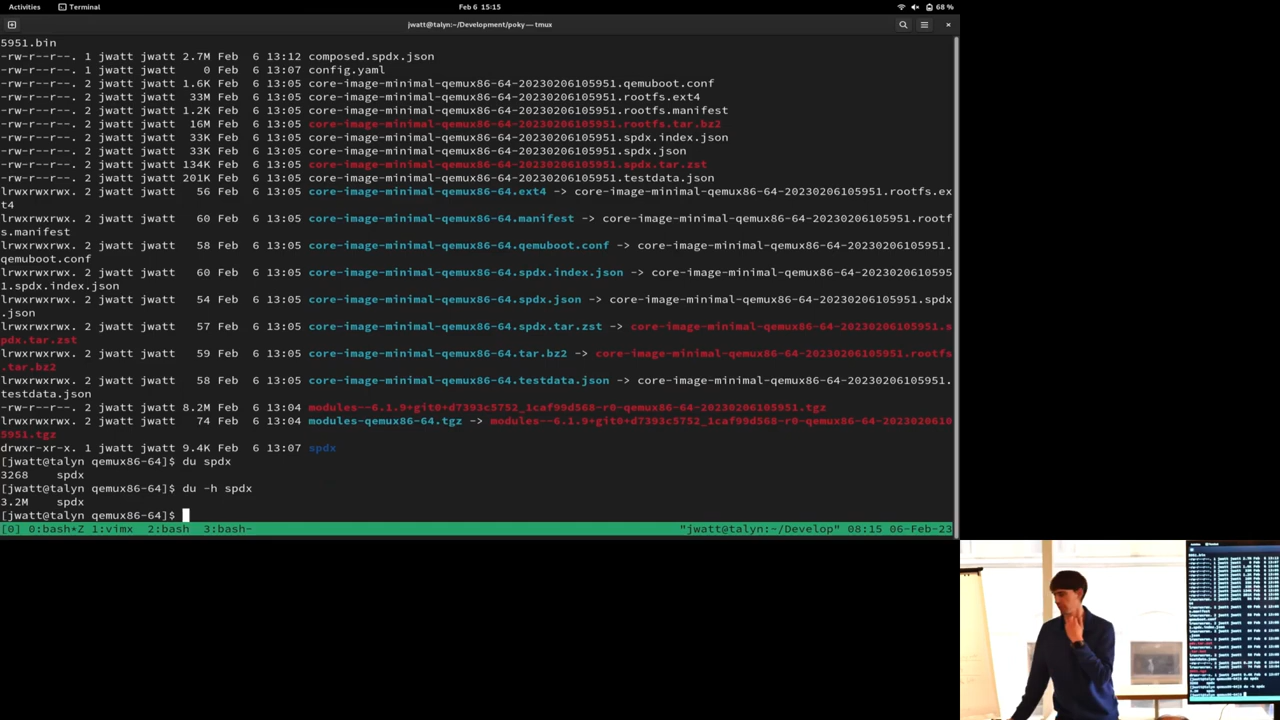 Activities
Terminal
Feb 6 15:15
68 %
jwatt@talyn:~/Development/poky — tmux
5951.bin
-rw-r--r--. 1 jwatt jwatt 2.7M Feb  6 13:12 composed.spdx.json
-rw-r--r--. 1 jwatt jwatt    0 Feb  6 13:07 config.yaml
-rw-r--r--. 2 jwatt jwatt 1.6K Feb  6 13:05 core-image-minimal-qemux86-64-20230206105951.qemuboot.conf
-rw-r--r--. 2 jwatt jwatt  33M Feb  6 13:05 core-image-minimal-qemux86-64-20230206105951.rootfs.ext4
-rw-r--r--. 2 jwatt jwatt 1.2K Feb  6 13:05 core-image-minimal-qemux86-64-20230206105951.rootfs.manifest
-rw-r--r--. 2 jwatt jwatt  16M Feb  6 13:05 core-image-minimal-qemux86-64-20230206105951.rootfs.tar.bz2
-rw-r--r--. 2 jwatt jwatt  33K Feb  6 13:05 core-image-minimal-qemux86-64-20230206105951.spdx.index.json
-rw-r--r--. 2 jwatt jwatt  33K Feb  6 13:05 core-image-minimal-qemux86-64-20230206105951.spdx.json
-rw-r--r--. 2 jwatt jwatt 134K Feb  6 13:05 core-image-minimal-qemux86-64-20230206105951.spdx.tar.zst
-rw-r--r--. 2 jwatt jwatt 201K Feb  6 13:05 core-image-minimal-qemux86-64-20230206105951.testdata.json
lrwxrwxrwx. 2 jwatt jwatt   56 Feb  6 13:05 core-image-minimal-qemux86-64.ext4 -> core-image-minimal-qemux86-64-20230206105951.rootfs.ex
t4
lrwxrwxrwx. 2 jwatt jwatt   60 Feb  6 13:05 core-image-minimal-qemux86-64.manifest -> core-image-minimal-qemux86-64-20230206105951.rootf
s.manifest
lrwxrwxrwx. 2 jwatt jwatt   58 Feb  6 13:05 core-image-minimal-qemux86-64.qemuboot.conf -> core-image-minimal-qemux86-64-20230206105951.
qemuboot.conf
lrwxrwxrwx. 2 jwatt jwatt   60 Feb  6 13:05 core-image-minimal-qemux86-64.spdx.index.json -> core-image-minimal-qemux86-64-2023020610595
1.spdx.index.json
lrwxrwxrwx. 2 jwatt jwatt   54 Feb  6 13:05 core-image-minimal-qemux86-64.spdx.json -> core-image-minimal-qemux86-64-20230206105951.spdx
.json
lrwxrwxrwx. 2 jwatt jwatt   57 Feb  6 13:05 core-image-minimal-qemux86-64.spdx.tar.zst -> core-image-minimal-qemux86-64-20230206105951.s
pdx.tar.zst
lrwxrwxrwx. 2 jwatt jwatt   59 Feb  6 13:05 core-image-minimal-qemux86-64.tar.bz2 -> core-image-minimal-qemux86-64-20230206105951.rootfs
.tar.bz2
lrwxrwxrwx. 2 jwatt jwatt   58 Feb  6 13:05 core-image-minimal-qemux86-64.testdata.json -> core-image-minimal-qemux86-64-20230206105951.
testdata.json
-rw-r--r--. 2 jwatt jwatt 8.2M Feb  6 13:04 modules--6.1.9+git0+d7393c5752_1caf99d568-r0-qemux86-64-20230206105951.tgz
lrwxrwxrwx. 2 jwatt jwatt   74 Feb  6 13:04 modules-qemux86-64.tgz -> modules--6.1.9+git0+d7393c5752_1caf99d568-r0-qemux86-64-2023020610
5951.tgz
drwxr-xr-x. 1 jwatt jwatt 9.4K Feb  6 13:07 spdx
[jwatt@talyn qemux86-64]$ du spdx
3268    spdx
[jwatt@talyn qemux86-64]$ du -h spdx
3.2M    spdx
[jwatt@talyn qemux86-64]$
[0] 0:bash*Z 1:vimx  2:bash  3:bash-    "jwatt@talyn:~/Develop" 08:15 06-Feb-23